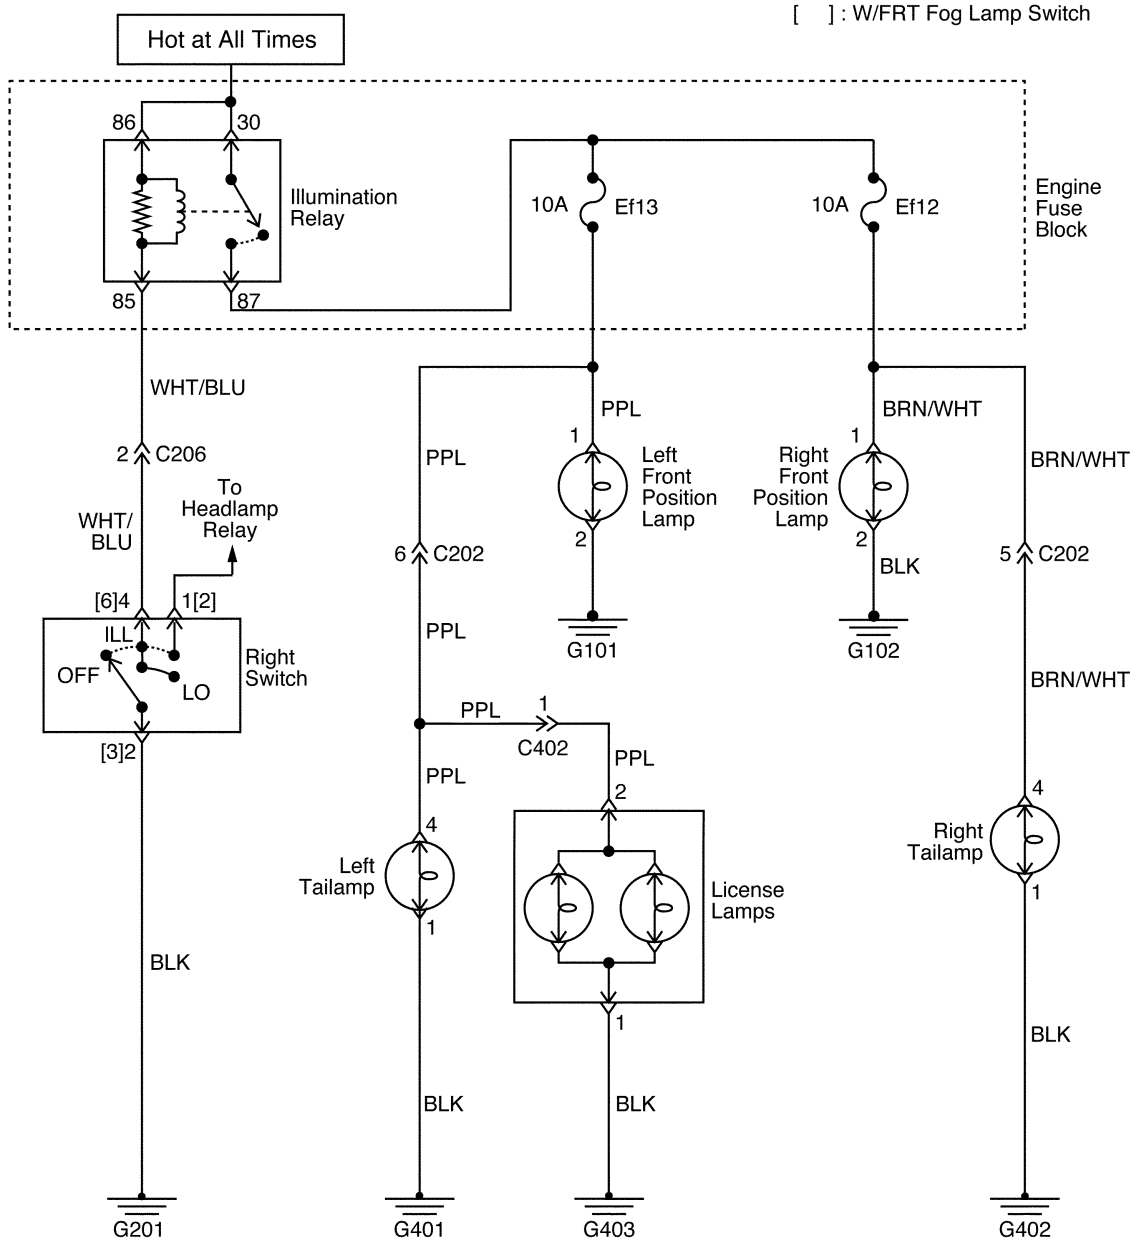 [ ] : W/FRT Fog Lamp Switch
Hot at All Times
86
30
Illumination
Relay
10A
Ef13
10A
Ef12
Engine
Fuse
Block
85
87
WHT/BLU
2
C206
To
Headlamp
Relay
WHT/
BLU
[6]4
1[2]
ILL
OFF
LO
Right
Switch
[3]2
BLK
G201
PPL
PPL
1
Left
Front
Position
Lamp
2
6
C202
PPL
G101
PPL
1
C402
PPL
PPL
4
Left
Tailamp
1
BLK
G401
2
License
Lamps
1
BLK
G403
BRN/WHT
1
Right
Front
Position
Lamp
2
BLK
G102
BRN/WHT
5
C202
BRN/WHT
4
Right
Tailamp
1
BLK
G402